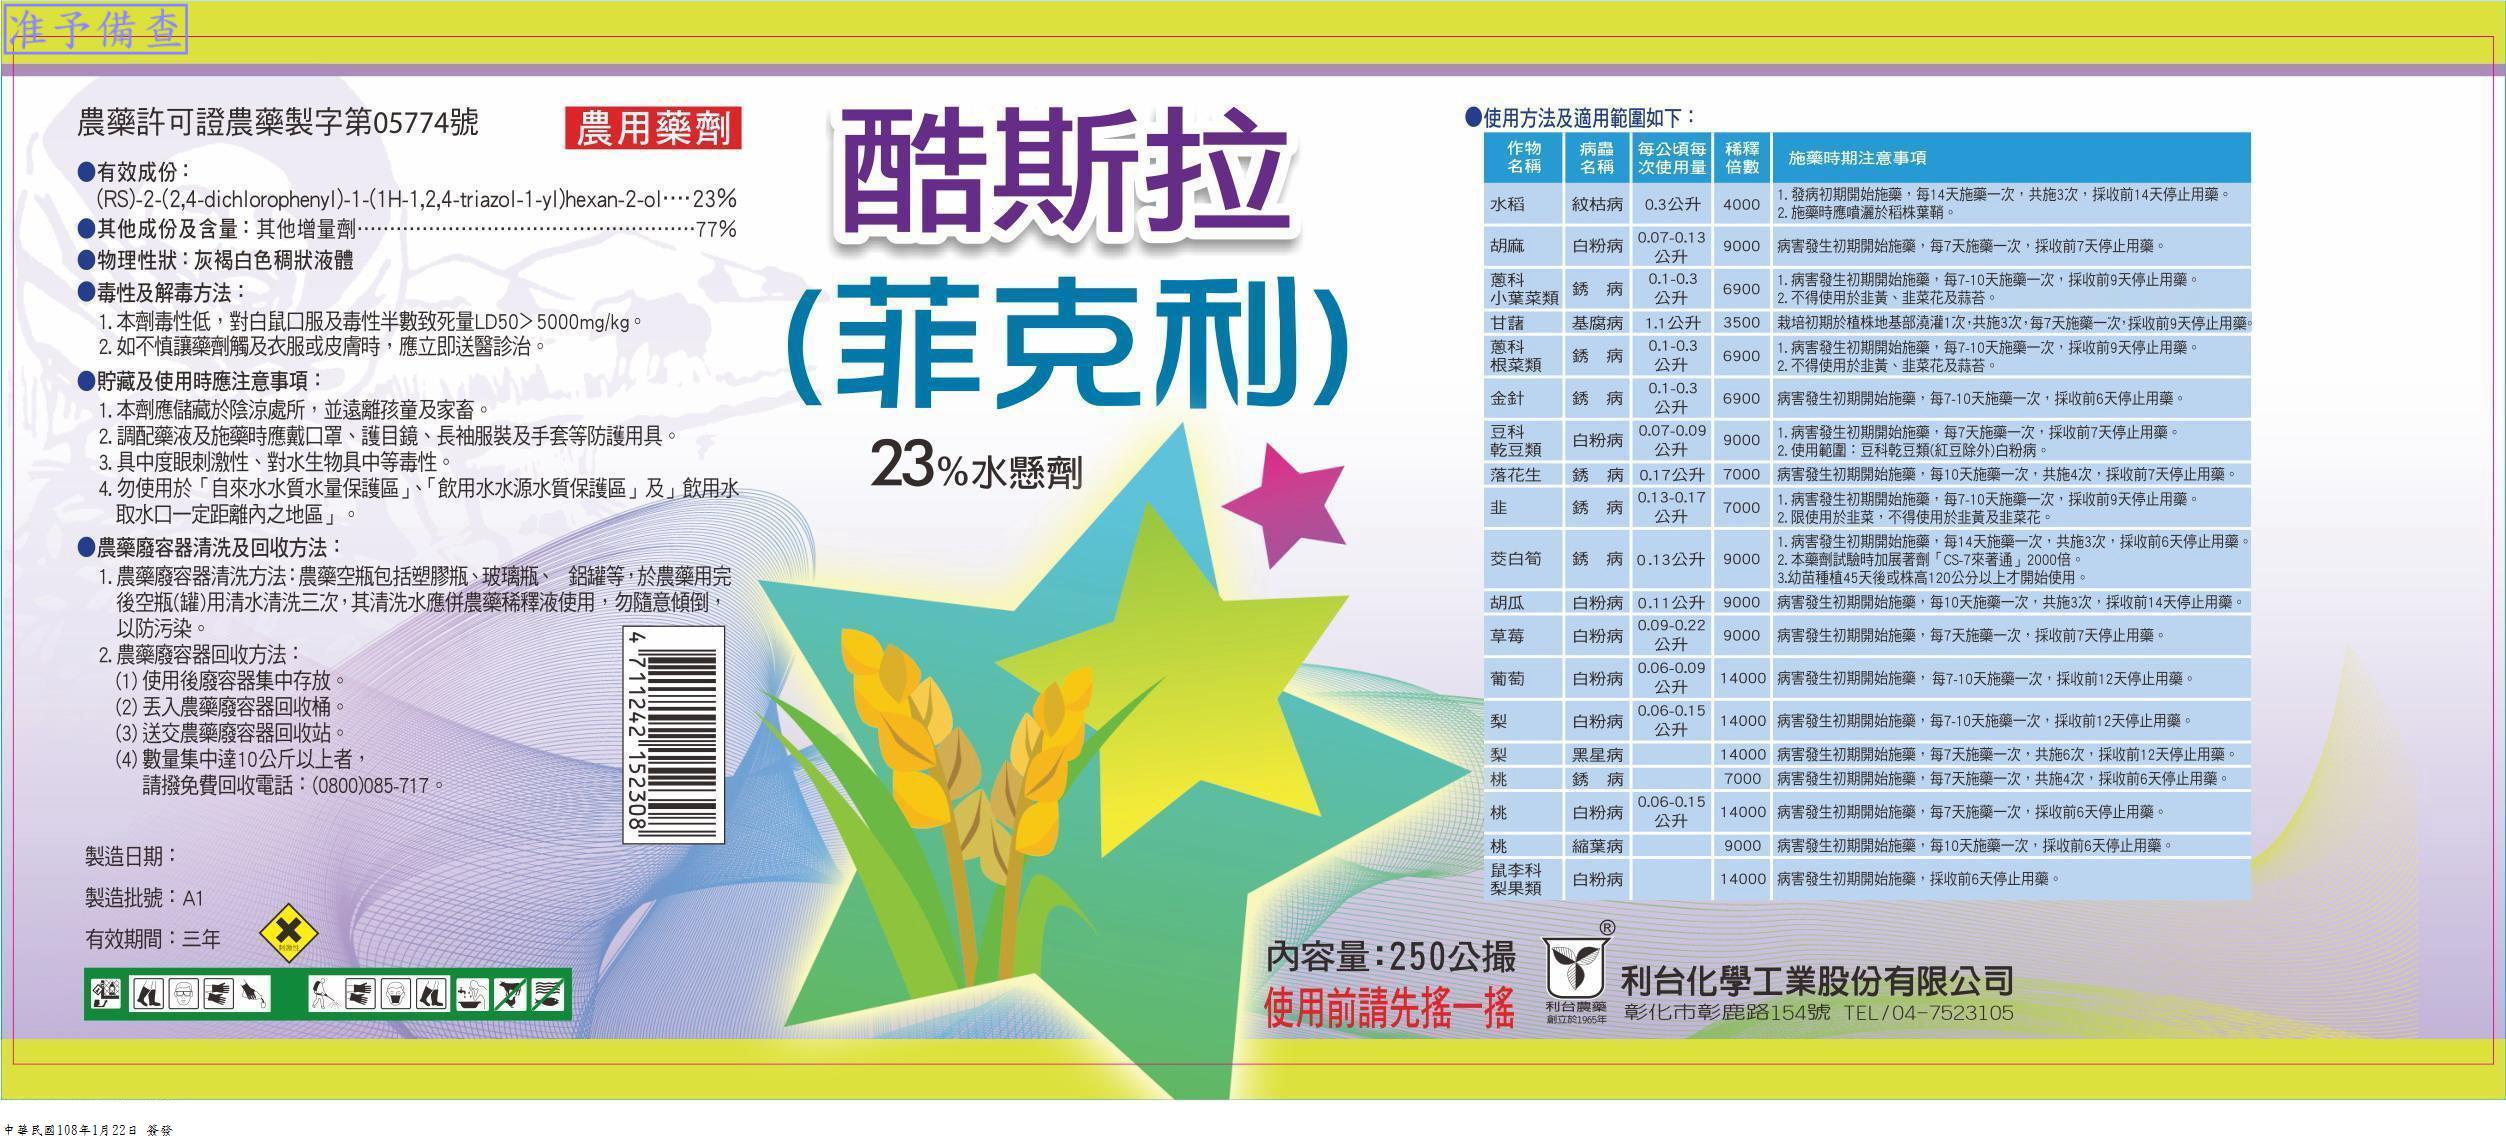 准予備查
農藥許可證農藥製字第05774號
農用藥劑
●有效成份：
(RS)-2-(2,4-dichlorophenyl)-1-(1H-1,2,4-triazol-1-yl)hexan-2-ol‥‥23%
●其他成份及含量：其他增量劑‥‥‥‥‥‥‥‥‥‥‥‥‥‥‥‥‥‥‥‥‥‥‥‥‥77%
●物理性狀：灰褐白色稠狀液體
●毒性及解毒方法：
1. 本劑毒性低，對白鼠口服及毒性半數致死量LD50＞5000mg/kg。
2. 如不慎讓藥劑觸及衣服或皮膚時，應立即送醫診治。
●貯藏及使用時應注意事項：
1. 本劑應儲藏於陰涼處所，並遠離孩童及家畜。
2. 調配藥液及施藥時應戴口罩、護目鏡、長袖服裝及手套等防護用具。
3. 具中度眼刺激性、對水生物具中等毒性。
4. 勿使用於「自來水水質水量保護區」、「飲用水水源水質保護區」及」飲用水
取水口一定距離內之地區」。
●農藥廢容器清洗及回收方法：
1. 農藥廢容器清洗方法：農藥空瓶包括塑膠瓶、玻璃瓶、 鋁罐等，於農藥用完
後空瓶(罐)用清水清洗三次，其清洗水應併農藥稀釋液使用，勿隨意傾倒，
以防污染。
2. 農藥廢容器回收方法：
(1) 使用後廢容器集中存放。
(2) 丟入農藥廢容器回收桶。
(3) 送交農藥廢容器回收站。
(4) 數量集中達10公斤以上者，
請撥免費回收電話：(0800)085-717。
4 711242 152308
製造日期：
製造批號：A1
有效期間：三年
刺激性
酷斯拉
(菲克利)
23%水懸劑
內容量：250公撮
使用前請先搖一搖
●使用方法及適用範圍如下：
作物名稱 病蟲名稱 每公頃每次使用量 稀釋倍數 施藥時期注意事項
水稻 紋枯病 0.3公升 4000 1. 發病初期開始施藥，每14天施藥一次，共施3次，採收前14天停止用藥。
2. 施藥時應噴灑於稻株葉鞘。
胡麻 白粉病 0.07-0.13公升 9000 病害發生初期開始施藥，每7天施藥一次，採收前7天停止用藥。
蔥科小葉菜類 銹 病 0.1-0.3公升 6900 1. 病害發生初期開始施藥，每7-10天施藥一次，採收前9天停止用藥。
2. 不得使用於韭黃、韭菜花及蒜苔。
甘藷 基腐病 1.1公升 3500 栽培初期於植株地基部澆灌1次，共施3次，每7天施藥一次，採收前9天停止用藥。
蔥科根菜類 銹 病 0.1-0.3公升 6900 1. 病害發生初期開始施藥，每7-10天施藥一次，採收前9天停止用藥。
2. 不得使用於韭黃、韭菜花及蒜苔。
金針 銹 病 0.1-0.3公升 6900 病害發生初期開始施藥，每7-10天施藥一次，採收前6天停止用藥。
豆科乾豆類 白粉病 0.07-0.09公升 9000 1. 病害發生初期開始施藥，每7天施藥一次，採收前7天停止用藥。
2. 使用範圍：豆科乾豆類(紅豆除外)白粉病。
落花生 銹 病 0.17公升 7000 病害發生初期開始施藥，每10天施藥一次，共施4次，採收前7天停止用藥。
韭 銹 病 0.13-0.17公升 7000 1. 病害發生初期開始施藥，每7-10天施藥一次，採收前9天停止用藥。
2. 限使用於韭菜，不得使用於韭黃及韭菜花。
茭白筍 銹 病 0.13公升 9000 1. 病害發生初期開始施藥，每14天施藥一次，共施3次，採收前6天停止用藥。
2. 本藥劑試驗時加展著劑「CS-7來著通」2000倍。
3.幼苗種植45天後或株高120公分以上才開始使用。
胡瓜 白粉病 0.11公升 9000 病害發生初期開始施藥，每10天施藥一次，共施3次，採收前14天停止用藥。
草莓 白粉病 0.09-0.22公升 9000 病害發生初期開始施藥，每7天施藥一次，採收前7天停止用藥。
葡萄 白粉病 0.06-0.09公升 14000 病害發生初期開始施藥，每7-10天施藥一次，採收前12天停止用藥。
梨 白粉病 0.06-0.15公升 14000 病害發生初期開始施藥，每7-10天施藥一次，採收前12天停止用藥。
梨 黑星病 14000 病害發生初期開始施藥，每7天施藥一次，共施6次，採收前12天停止用藥。
桃 銹 病 7000 病害發生初期開始施藥，每7天施藥一次，共施4次，採收前6天停止用藥。
桃 白粉病 0.06-0.15公升 14000 病害發生初期開始施藥，每7天施藥一次，採收前6天停止用藥。
桃 縮葉病 9000 病害發生初期開始施藥，每10天施藥一次，採收前6天停止用藥。
鼠李科梨果類 白粉病 14000 病害發生初期開始施藥，採收前6天停止用藥。
®
利台農藥
創立於1965年
利台化學工業股份有限公司
彰化市彰鹿路154號 TEL/04-7523105
中華民國108年1月22日 簽發